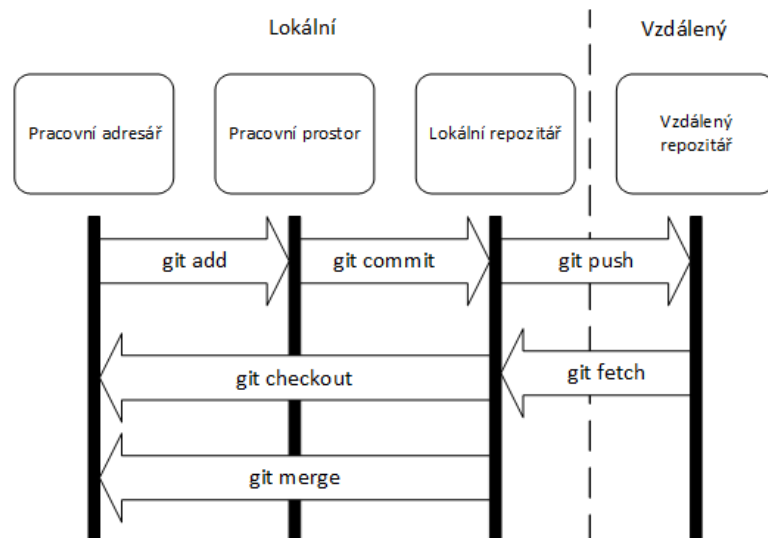 Lokální
Vzdálený
Pracovní adresář
Pracovní prostor
Lokální repozitář
Vzdálený
repozitář
git add
git commit
git push
git checkout
git fetch
git merge